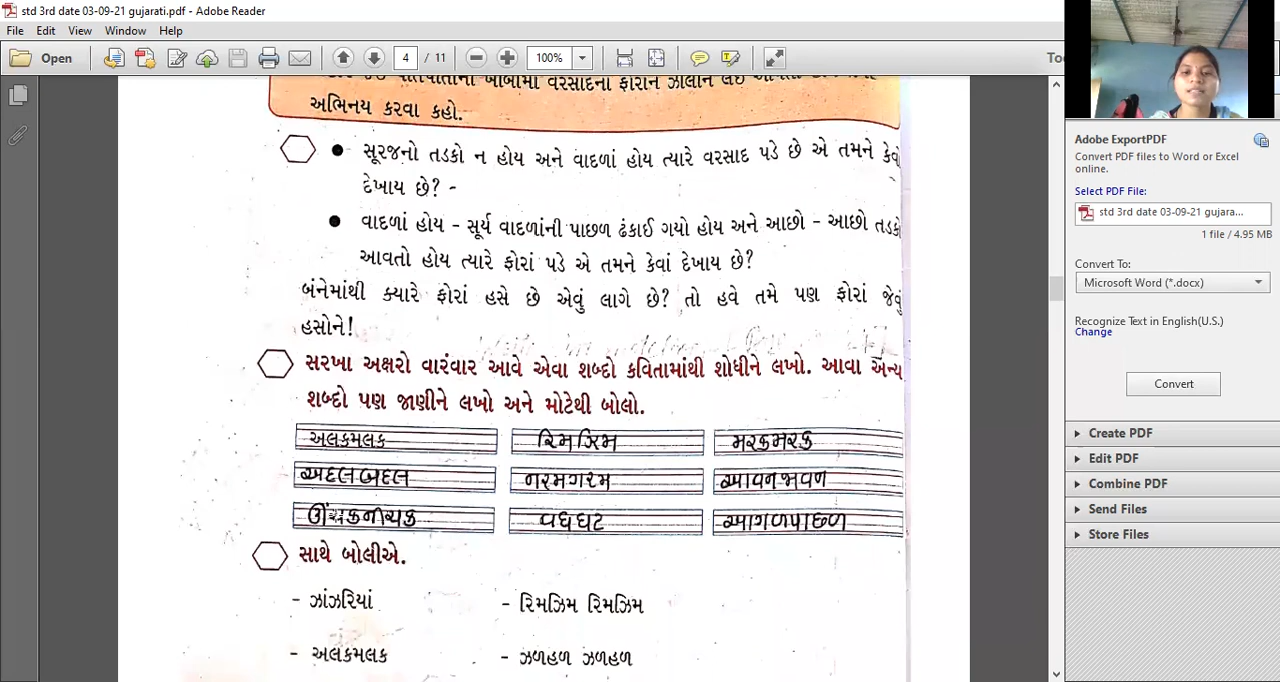 std 3rd date 03-09-21 gujarati.pdf - Adobe Reader
File Edit View Window Help
Open 4 / 11 100%
વરસાદના ફોરાંને ઝીલીને લઈ
અભિનય કરવા કહો.
● સૂરજનો તડકો ન હોય અને વાદળાં હોય ત્યારે વરસાદ પડે છે એ તમને કેવો
દેખાય છે? -
● વાદળાં હોય - સૂર્ય વાદળાંની પાછળ ઢંકાઈ ગયો હોય અને આછો - આછો તડકો
આવતો હોય ત્યારે ફોરાં પડે એ તમને કેવાં દેખાય છે?
બંનેમાંથી ક્યારે ફોરાં હસે છે એવું લાગે છે? તો હવે તમે પણ ફોરાં જેવું
હસોને!
સરખા અક્ષરો વારંવાર આવે એવા શબ્દો કવિતામાંથી શોધીને લખો. આવા અન્ય
શબ્દો પણ જાણીને લખો અને મોટેથી બોલો.
અલકમલક રિમઝિમ મરકમરક
અદલબદલ નરમગરમ આવનજાવન
ઊંચકનીચક વધઘટ આગળપાછળ
સાથે બોલીએ.
- ઝાંઝરિયાં - રિમઝિમ રિમઝિમ
- અલકમલક - ઝળહળ ઝળહળ
Adobe ExportPDF
Convert PDF files to Word or Excel
online.
Select PDF File:
std 3rd date 03-09-21 gujara...
1 file / 4.95 MB
Convert To:
Microsoft Word (*.docx)
Recognize Text in English(U.S.)
Change
Convert
Create PDF
Edit PDF
Combine PDF
Send Files
Store Files